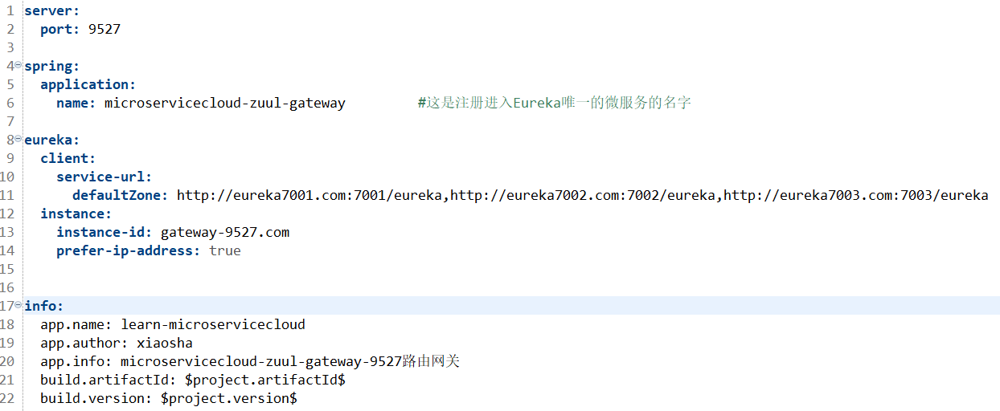 1 server:
2   port: 9527
3
4 spring:
5   application:
6     name: microservicecloud-zuul-gateway         #这是注册进入Eureka唯一的微服务的名字
7
8 eureka:
9   client:
10     service-url:
11       defaultZone: http://eureka7001.com:7001/eureka,http://eureka7002.com:7002/eureka,http://eureka7003.com:7003/eureka
12   instance:
13     instance-id: gateway-9527.com
14     prefer-ip-address: true
15
16
17 info:
18   app.name: learn-microservicecloud
19   app.author: xiaosha
20   app.info: microservicecloud-zuul-gateway-9527路由网关
21   build.artifactId: $project.artifactId$
22   build.version: $project.version$